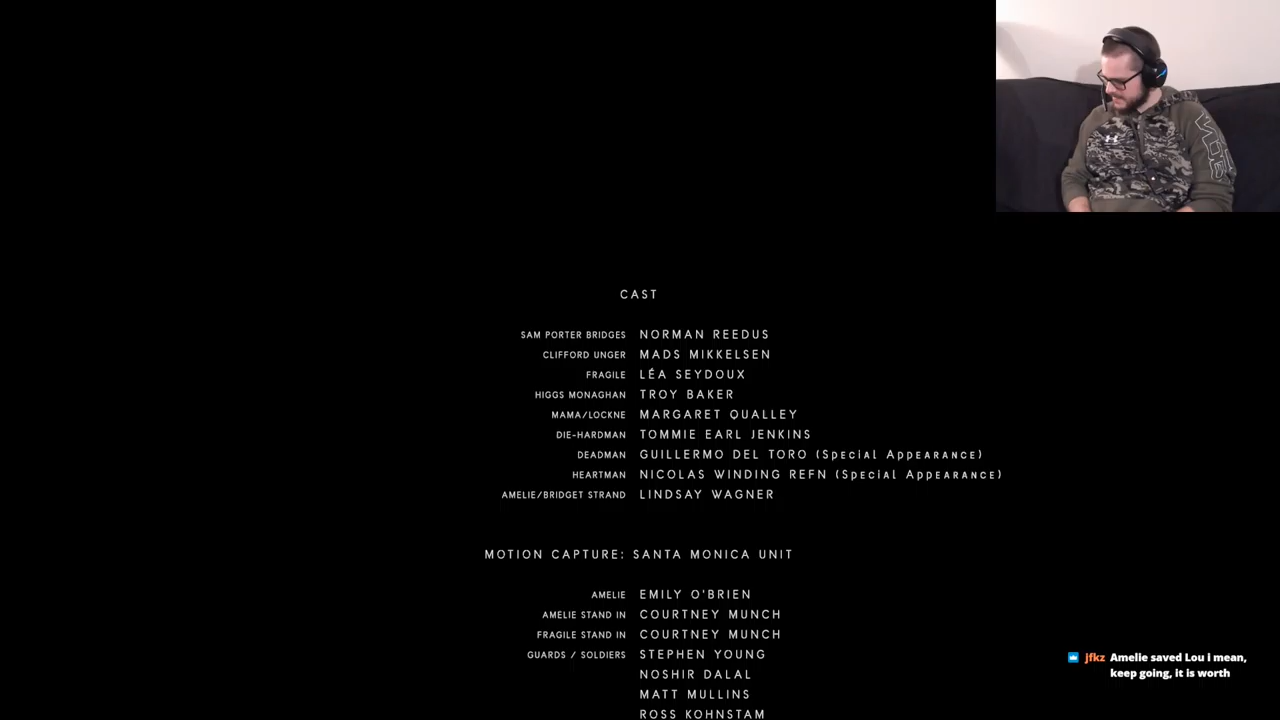 CAST
SAM PORTER BRIDGES NORMAN REEDUS
CLIFFORD UNGER MADS MIKKELSEN
FRAGILE LÉA SEYDOUX
HIGGS MONAGHAN TROY BAKER
MAMA/LOCKNE MARGARET QUALLEY
DIE-HARDMAN TOMMIE EARL JENKINS
DEADMAN GUILLERMO DEL TORO (Special Appearance)
HEARTMAN NICOLAS WINDING REFN (Special Appearance)
AMELIE/BRIDGET STRAND LINDSAY WAGNER
MOTION CAPTURE: SANTA MONICA UNIT
AMELIE EMILY O'BRIEN
AMELIE STAND IN COURTNEY MUNCH
FRAGILE STAND IN COURTNEY MUNCH
GUARDS / SOLDIERS STEPHEN YOUNG
NOSHIR DALAL
MATT MULLINS
ROSS KOHNSTAM
jfkz Amelie saved Lou i mean,
keep going, it is worth